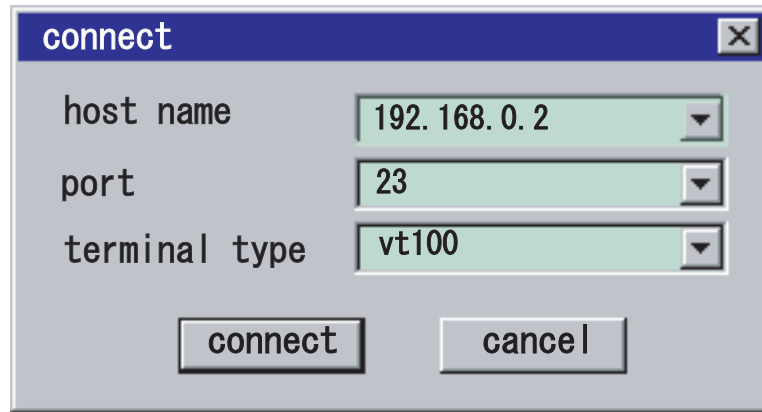 connect
host name 192.168.0.2
port 23
terminal type vt100
connect cancel